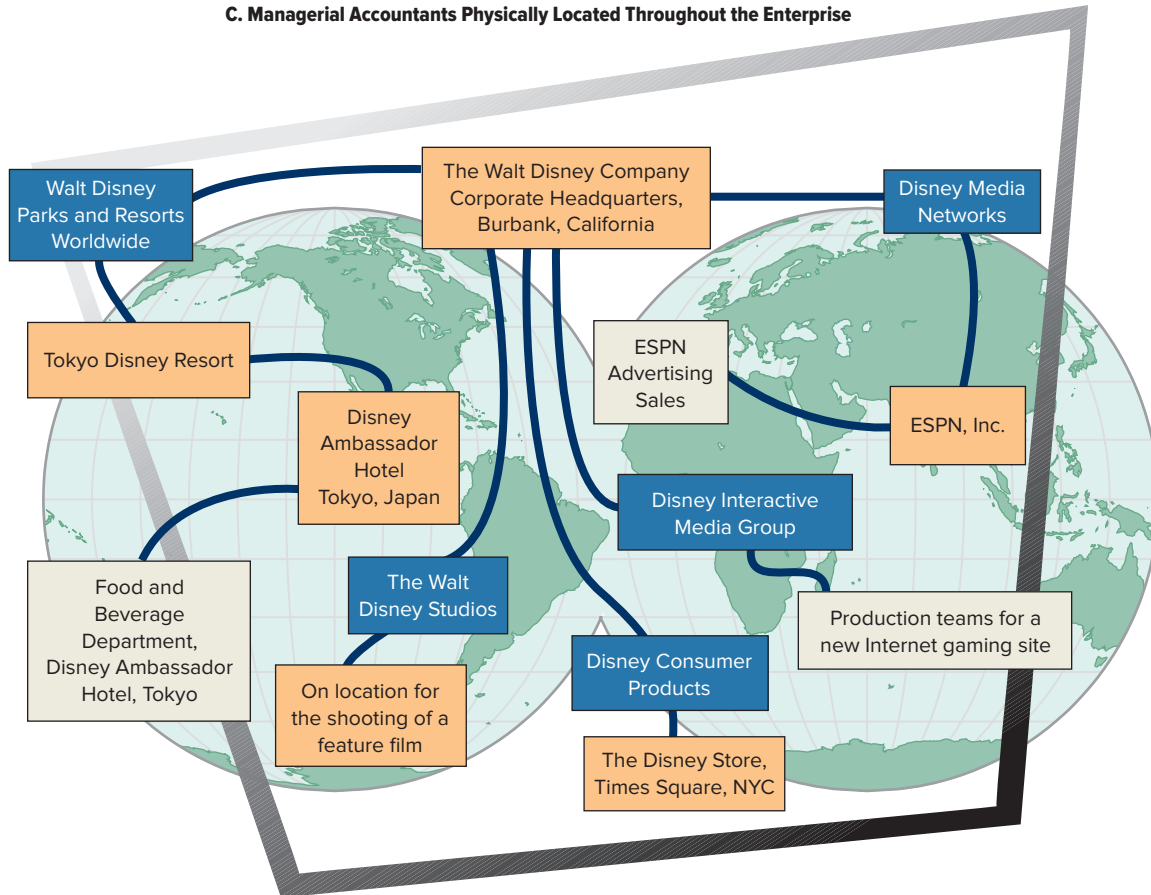 C. Managerial Accountants Physically Located Throughout the Enterprise
Walt Disney
Parks and Resorts
Worldwide
The Walt Disney Company
Corporate Headquarters,
Burbank, California
Disney Media
Networks
Tokyo Disney Resort
ESPN
Advertising
Sales
ESPN, Inc.
Disney
Ambassador
Hotel
Tokyo, Japan
Disney Interactive
Media Group
Food and
Beverage
Department,
Disney Ambassador
Hotel, Tokyo
The Walt
Disney Studios
Production teams for a
new Internet gaming site
On location for
the shooting of a
feature film
Disney Consumer
Products
The Disney Store,
Times Square, NYC